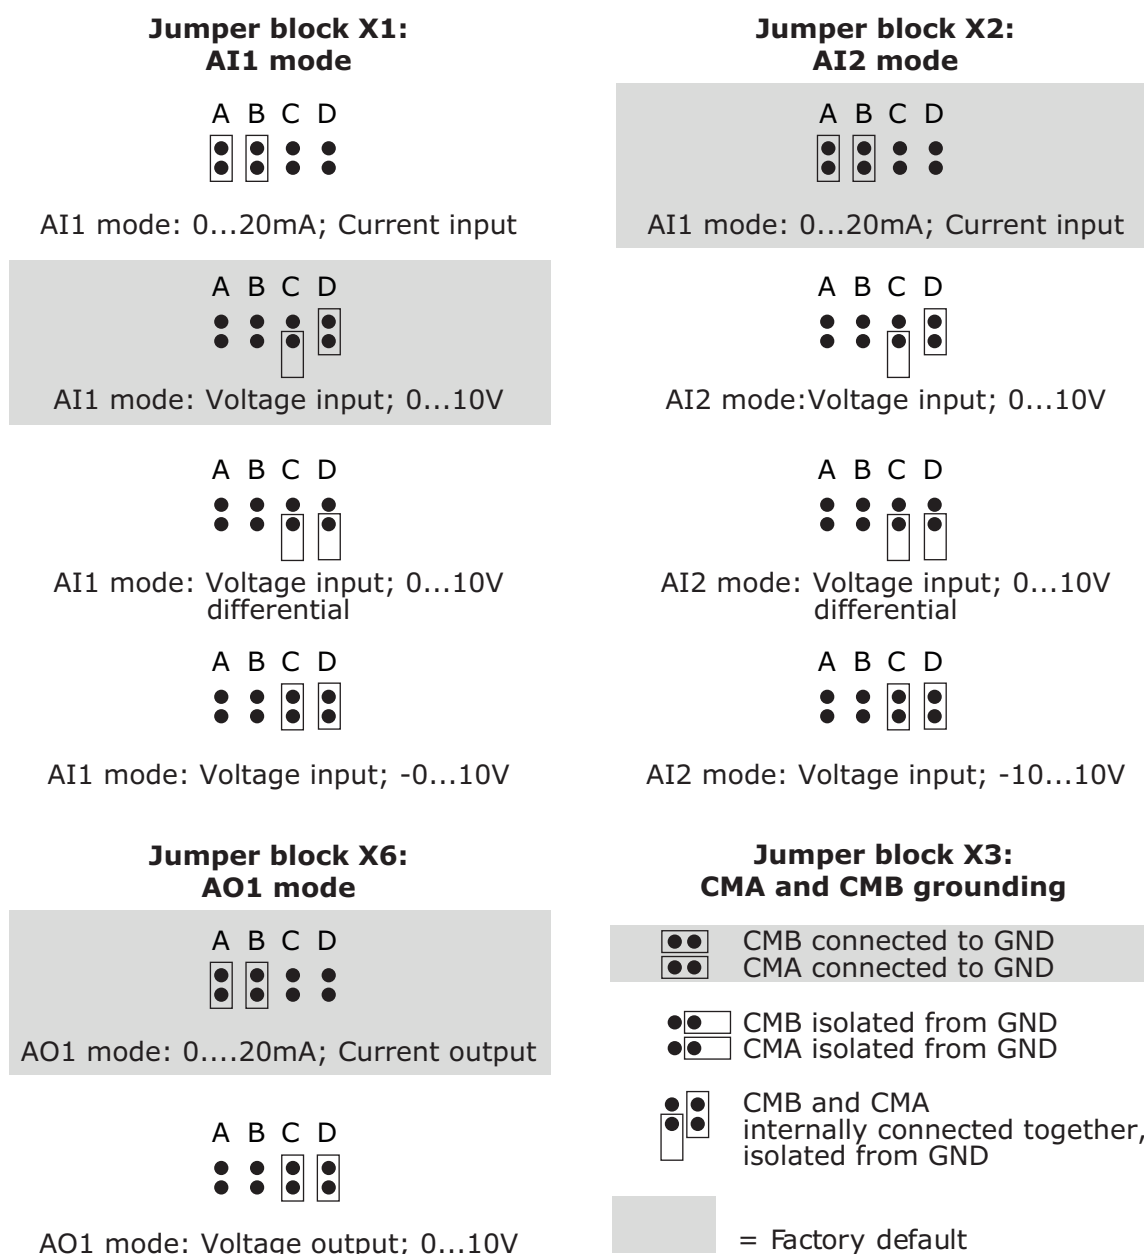 Jumper block X1:
AI1 mode
A B C D
AI1 mode: 0...20mA; Current input
A B C D
AI1 mode: Voltage input; 0...10V
A B C D
AI1 mode: Voltage input; 0...10V
differential
A B C D
AI1 mode: Voltage input; -0...10V
Jumper block X2:
AI2 mode
A B C D
AI1 mode: 0...20mA; Current input
A B C D
AI2 mode:Voltage input; 0...10V
A B C D
AI2 mode: Voltage input; 0...10V
differential
A B C D
AI2 mode: Voltage input; -10...10V
Jumper block X6:
AO1 mode
A B C D
AO1 mode: 0....20mA; Current output
A B C D
AO1 mode: Voltage output; 0...10V
Jumper block X3:
CMA and CMB grounding
CMB connected to GND
CMA connected to GND
CMB isolated from GND
CMA isolated from GND
CMB and CMA
internally connected together,
isolated from GND
= Factory default